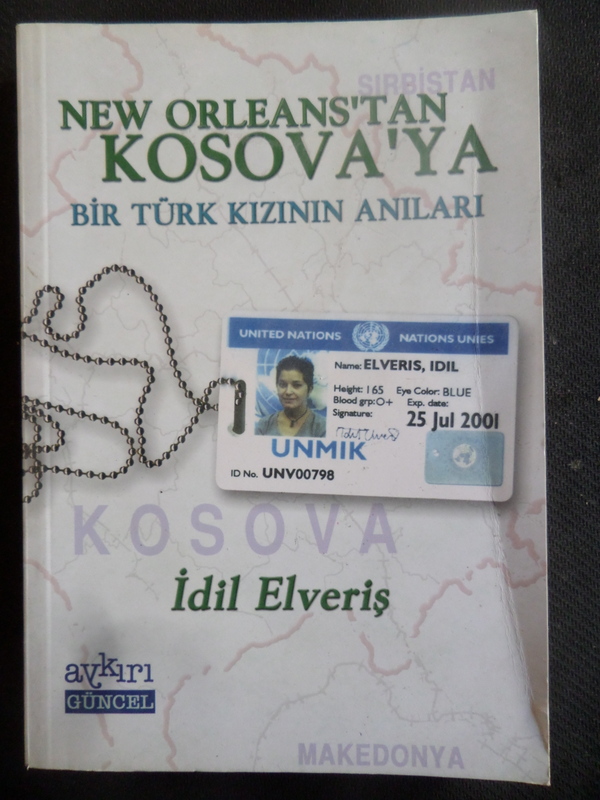 SIRBİSTAN
NEW ORLEANS'TAN
KOSOVA'YA
BİR TÜRK KIZININ ANILARI
UNITED NATIONS NATIONS UNIES
Name: ELVERIS, IDIL
Height: 165 Eye Color: BLUE
Blood grp: O+ Exp. date:
Signature: 25 Jul 2001
UNMIK
ID No. UNV00798
KOSOVA
İdil Elveriş
aykırı
GÜNCEL
MAKEDONYA